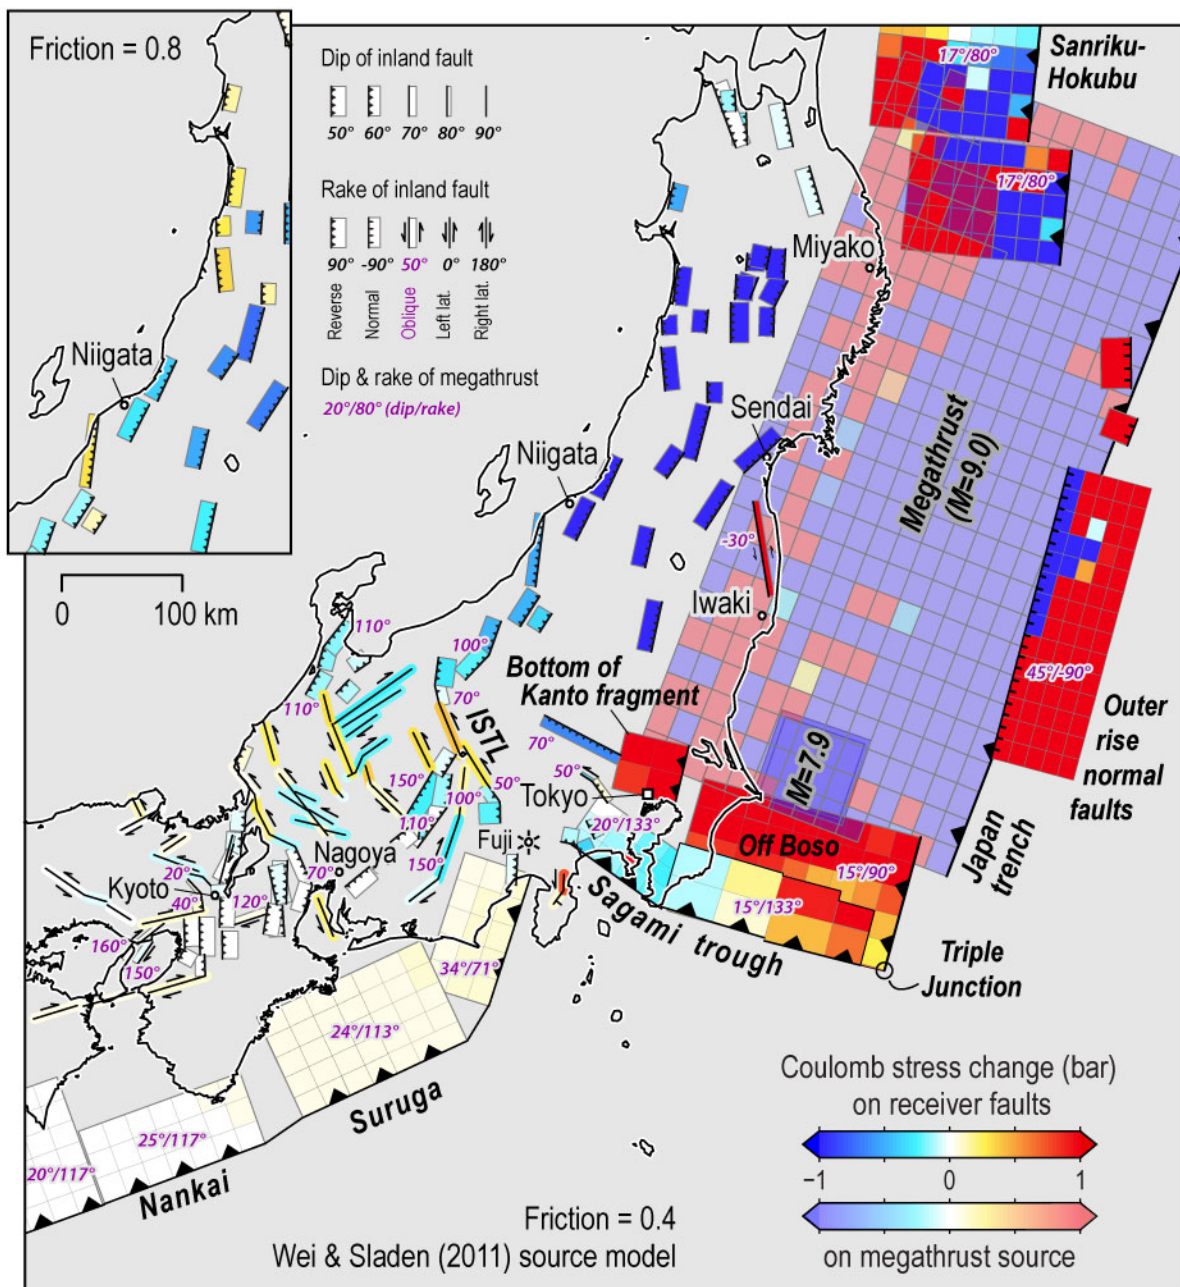 Friction = 0.8
Niigata
Dip of inland fault
50° 60° 70° 80° 90°
Rake of inland fault
90° -90° 50° 0° 180°
Reverse
Normal
Oblique
Left lat.
Right lat.
Dip & rake of megathrust
20°/80° (dip/rake)
17°/80°
Sanriku-
Hokubu
17°/80°
Miyako
Sendai
Niigata
Megathrust
(M=9.0)
0 100 km
-30°
Iwaki
110°
100°
Bottom of
Kanto fragment
45°/-90°
70°
110°
ISTL
Outer
rise
normal
faults
70°
M=7.9
150°
50°
50°
100°
Tokyo
20°/133°
110°
Fuji
Off Boso
Japan
trench
Nagoya
70°
150°
20°
15°/90°
Kyoto
40°
120°
15°/133°
Sagami trough
160°
150°
34°/71°
Triple
Junction
24°/113°
Suruga
25°/117°
20°/117°
Nankai
Coulomb stress change (bar)
on receiver faults
−1 0 1
on megathrust source
Friction = 0.4
Wei & Sladen (2011) source model